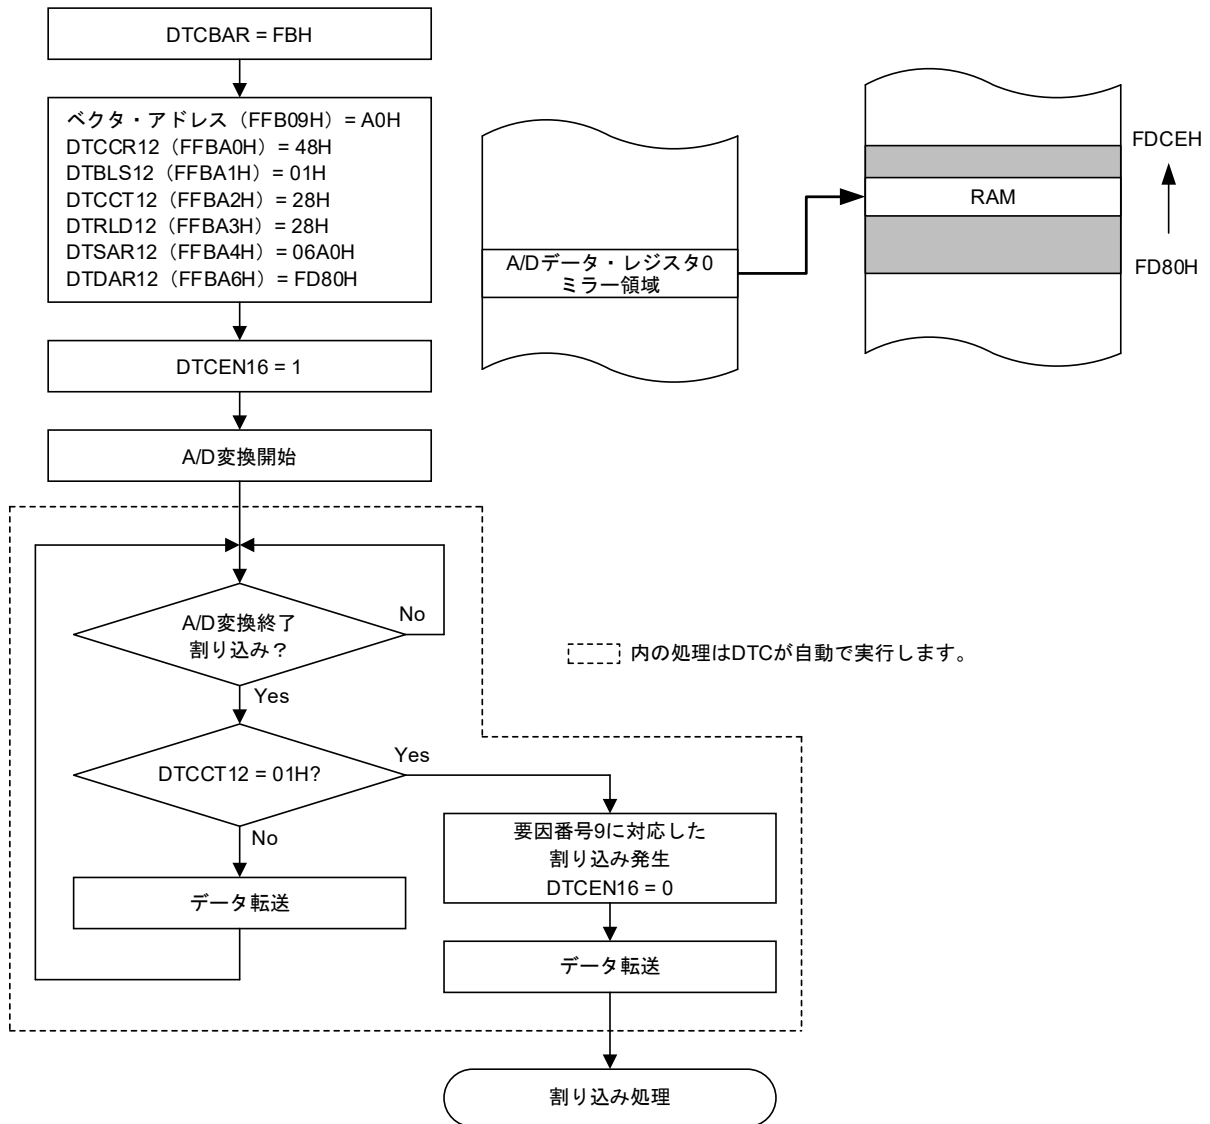 DTCBAR = FBH
ベクタ・アドレス（FFB09H）= A0H
DTCCR12（FFBA0H）= 48H
DTBLS12（FFBA1H）= 01H
DTCCT12（FFBA2H）= 28H
DTRLD12（FFBA3H）= 28H
DTSAR12（FFBA4H）= 06A0H
DTDAR12（FFBA6H）= FD80H
DTCEN16 = 1
A/D変換開始
A/Dデータ・レジスタ0
ミラー領域
RAM
FDCEH
FD80H
A/D変換終了
割り込み？
No
Yes
内の処理はDTCが自動で実行します。
DTCCT12 = 01H?
Yes
No
データ転送
要因番号9に対応した
割り込み発生
DTCEN16 = 0
データ転送
割り込み処理